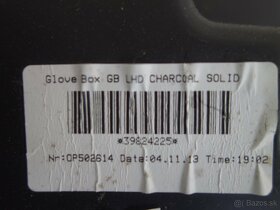 Glove Box GB LHD CHARCOAL SOLID
*39824225*
Nr:OP502614 Date:04.11.13 Time:19:02
Bazos.sk